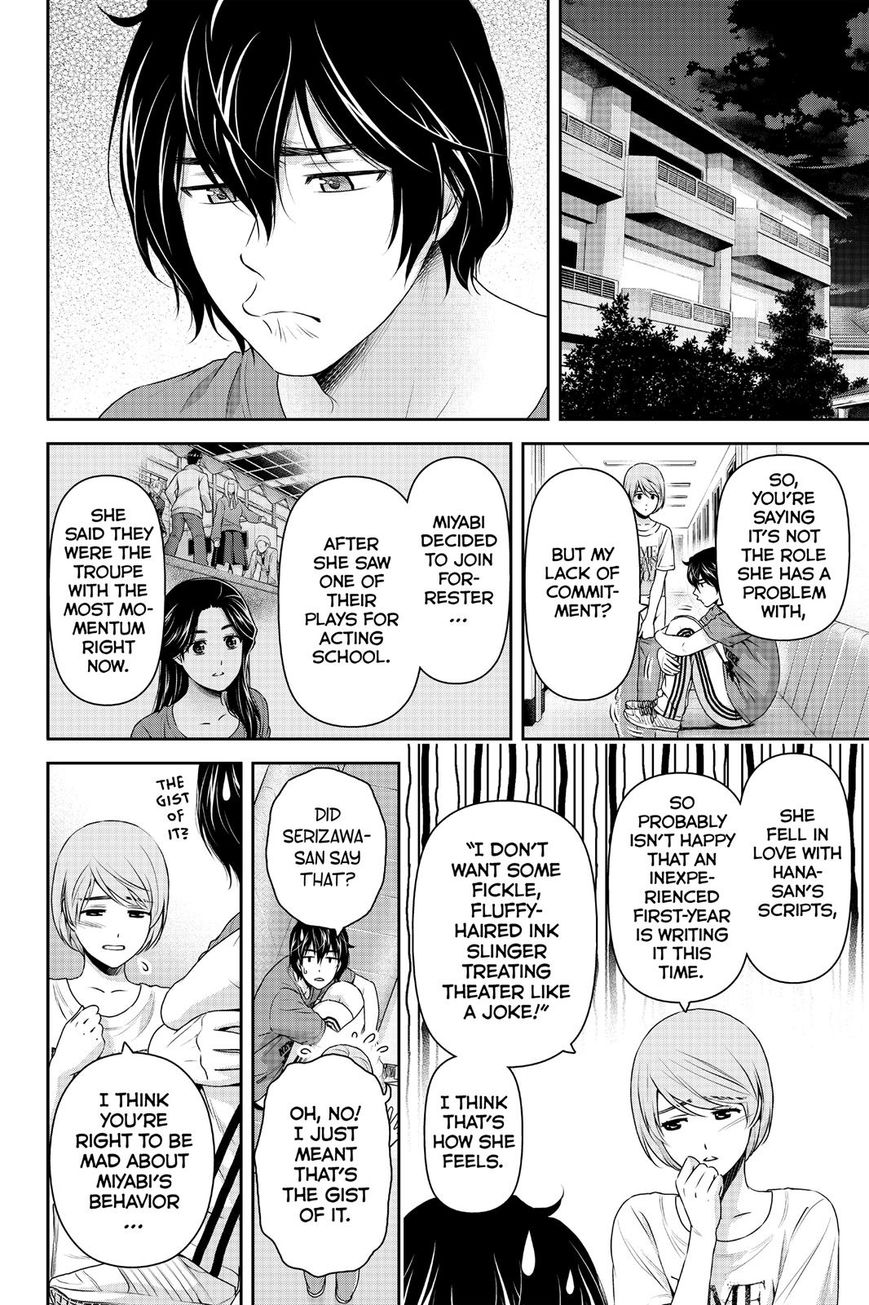 SO,
YOU'RE
SAYING
IT'S NOT
THE ROLE
SHE HAS A
PROBLEM
WITH,
BUT MY
LACK OF
COMMIT-
MENT?
MIYABI
DECIDED
TO JOIN
FOR-
RESTER
...
AFTER
SHE SAW
ONE OF
THEIR
PLAYS FOR
ACTING
SCHOOL.
SHE
SAID THEY
WERE THE
TROUPE
WITH THE
MOST MO-
MENTUM
RIGHT
NOW.
SHE
FELL IN
LOVE WITH
HANA-
SAN'S
SCRIPTS,
SO
PROBABLY
ISN'T HAPPY
THAT AN
INEXPE-
RIENCED
FIRST-YEAR
IS WRITING
IT THIS
TIME.
"I DON'T
WANT SOME
FICKLE,
FLUFFY-
HAIRED INK
SLINGER
TREATING
THEATER LIKE
A JOKE!"
I THINK
THAT'S
HOW SHE
FEELS.
DID
SERIZAWA-
SAN SAY
THAT?
OH, NO!
I JUST
MEANT
THAT'S
THE GIST
OF IT.
THE
GIST
OF
IT?
I THINK
YOU'RE
RIGHT TO BE
MAD ABOUT
MIYABI'S
BEHAVIOR
...